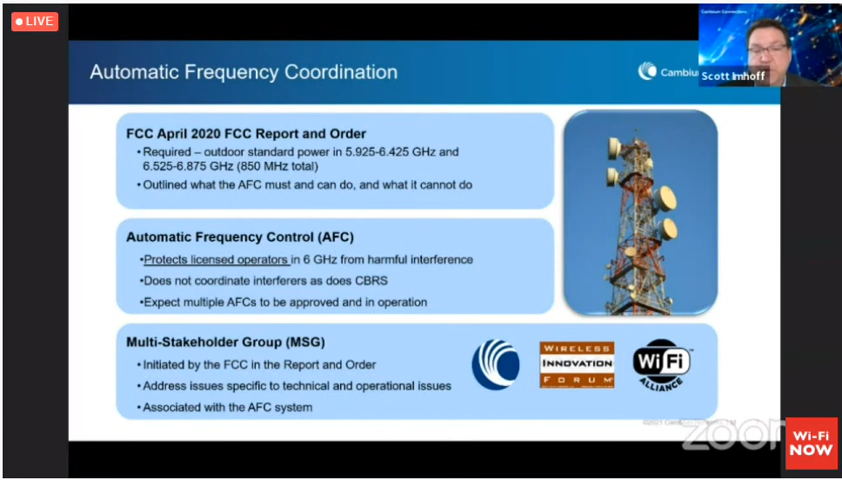 LIVE
Cambium Connections
Scott Imhoff
Automatic Frequency Coordination
FCC April 2020 FCC Report and Order
•Required – outdoor standard power in 5.925-6.425 GHz and
6.525-6.875 GHz (850 MHz total)
•Outlined what the AFC must and can do, and what it cannot do
Automatic Frequency Control (AFC)
•Protects licensed operators in 6 GHz from harmful interference
•Does not coordinate interferers as does CBRS
•Expect multiple AFCs to be approved and in operation
Multi-Stakeholder Group (MSG)
•Initiated by the FCC in the Report and Order
•Address issues specific to technical and operational issues
•Associated with the AFC system
WIRELESS
INNOVATION
FORUM
Wi Fi
ALLIANCE
zoom
Wi-Fi
NOW